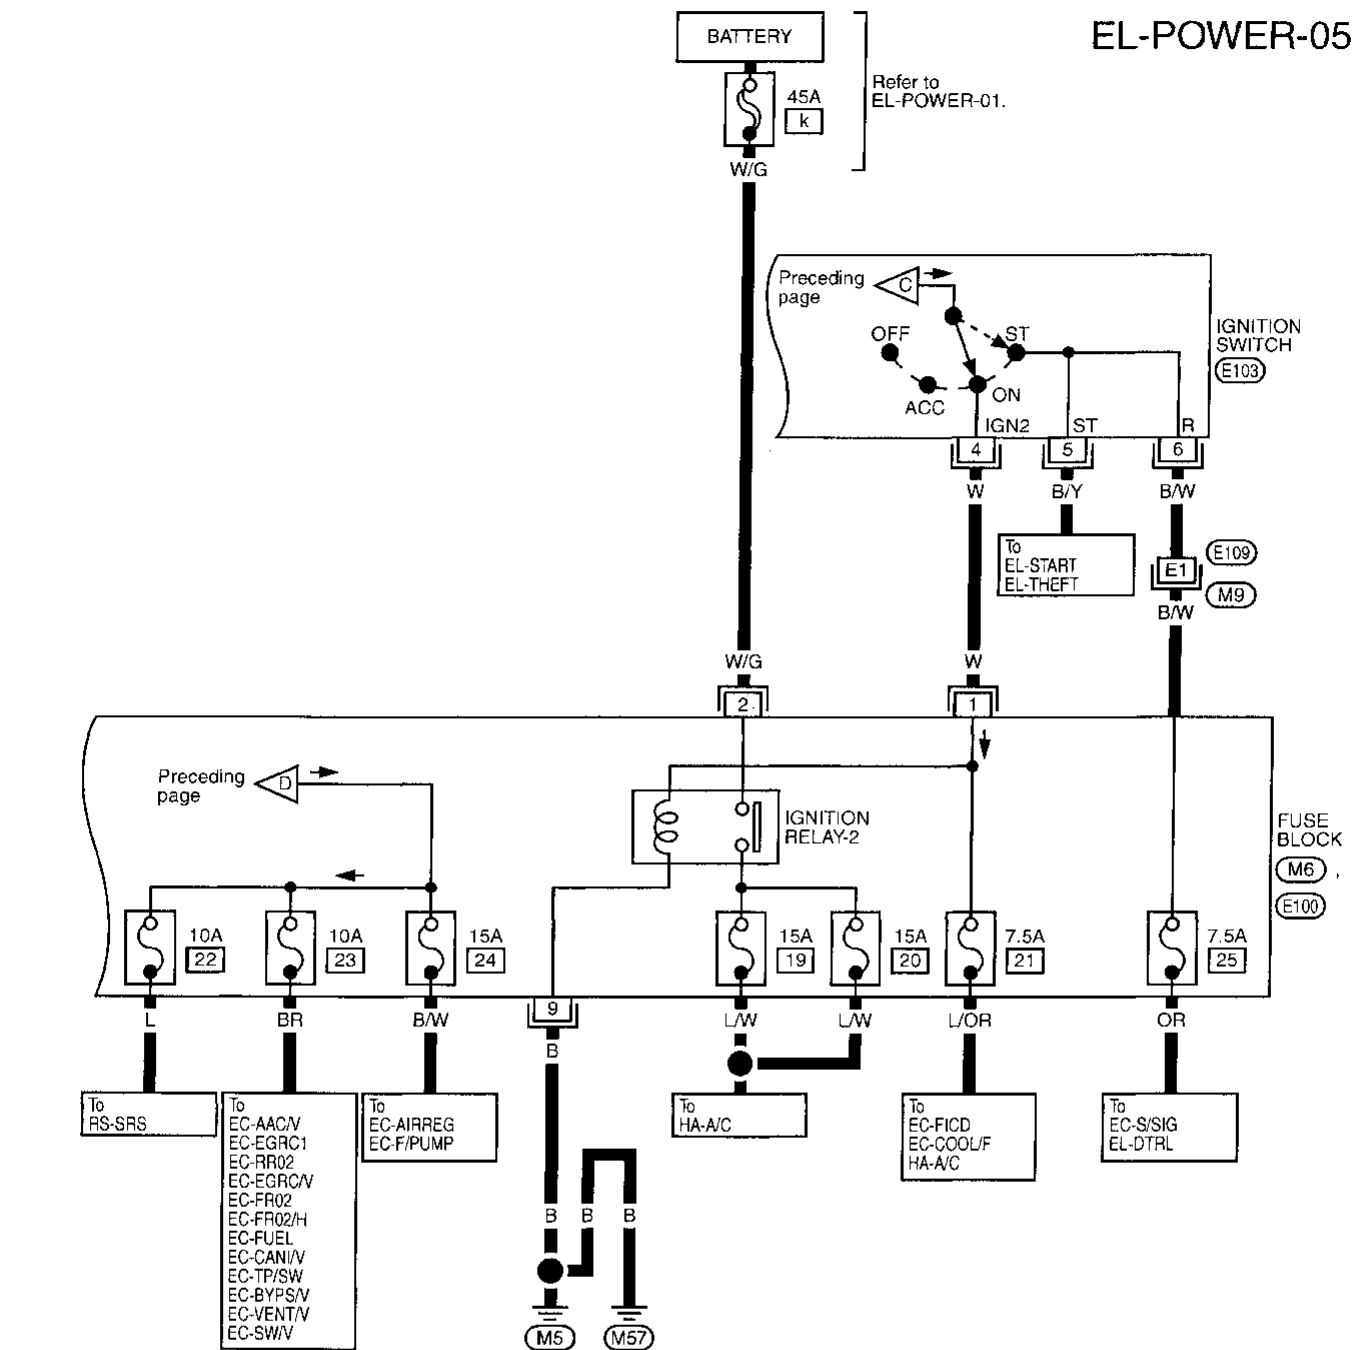 EL-POWER-05
BATTERY
Refer to
EL-POWER-01.
45A
k
W/G
Preceding
page
C
OFF
ST
ACC
ON
IGNITION
SWITCH
E103
IGN2
ST
R
4
5
6
W
B/Y
B/W
To
EL-START
EL-THEFT
E109
E1
M9
B/W
W/G
W
2
1
Preceding
page
D
IGNITION
RELAY-2
FUSE
BLOCK
M6 ,
E100
10A
22
10A
23
15A
24
15A
19
15A
20
7.5A
21
7.5A
25
9
L
BR
B/W
B
L/W
L/W
L/OR
OR
To
RS-SRS
To
EC-AAC/V
EC-EGRC1
EC-RR02
EC-EGRC/V
EC-FR02
EC-FR02/H
EC-FUEL
EC-CANI/V
EC-TP/SW
EC-BYPS/V
EC-VENT/V
EC-SW/V
To
EC-AIRREG
EC-F/PUMP
To
HA-A/C
To
EC-FICD
EC-COOL/F
HA-A/C
To
EC-S/SIG
EL-DTRL
B
B
B
M5
M57